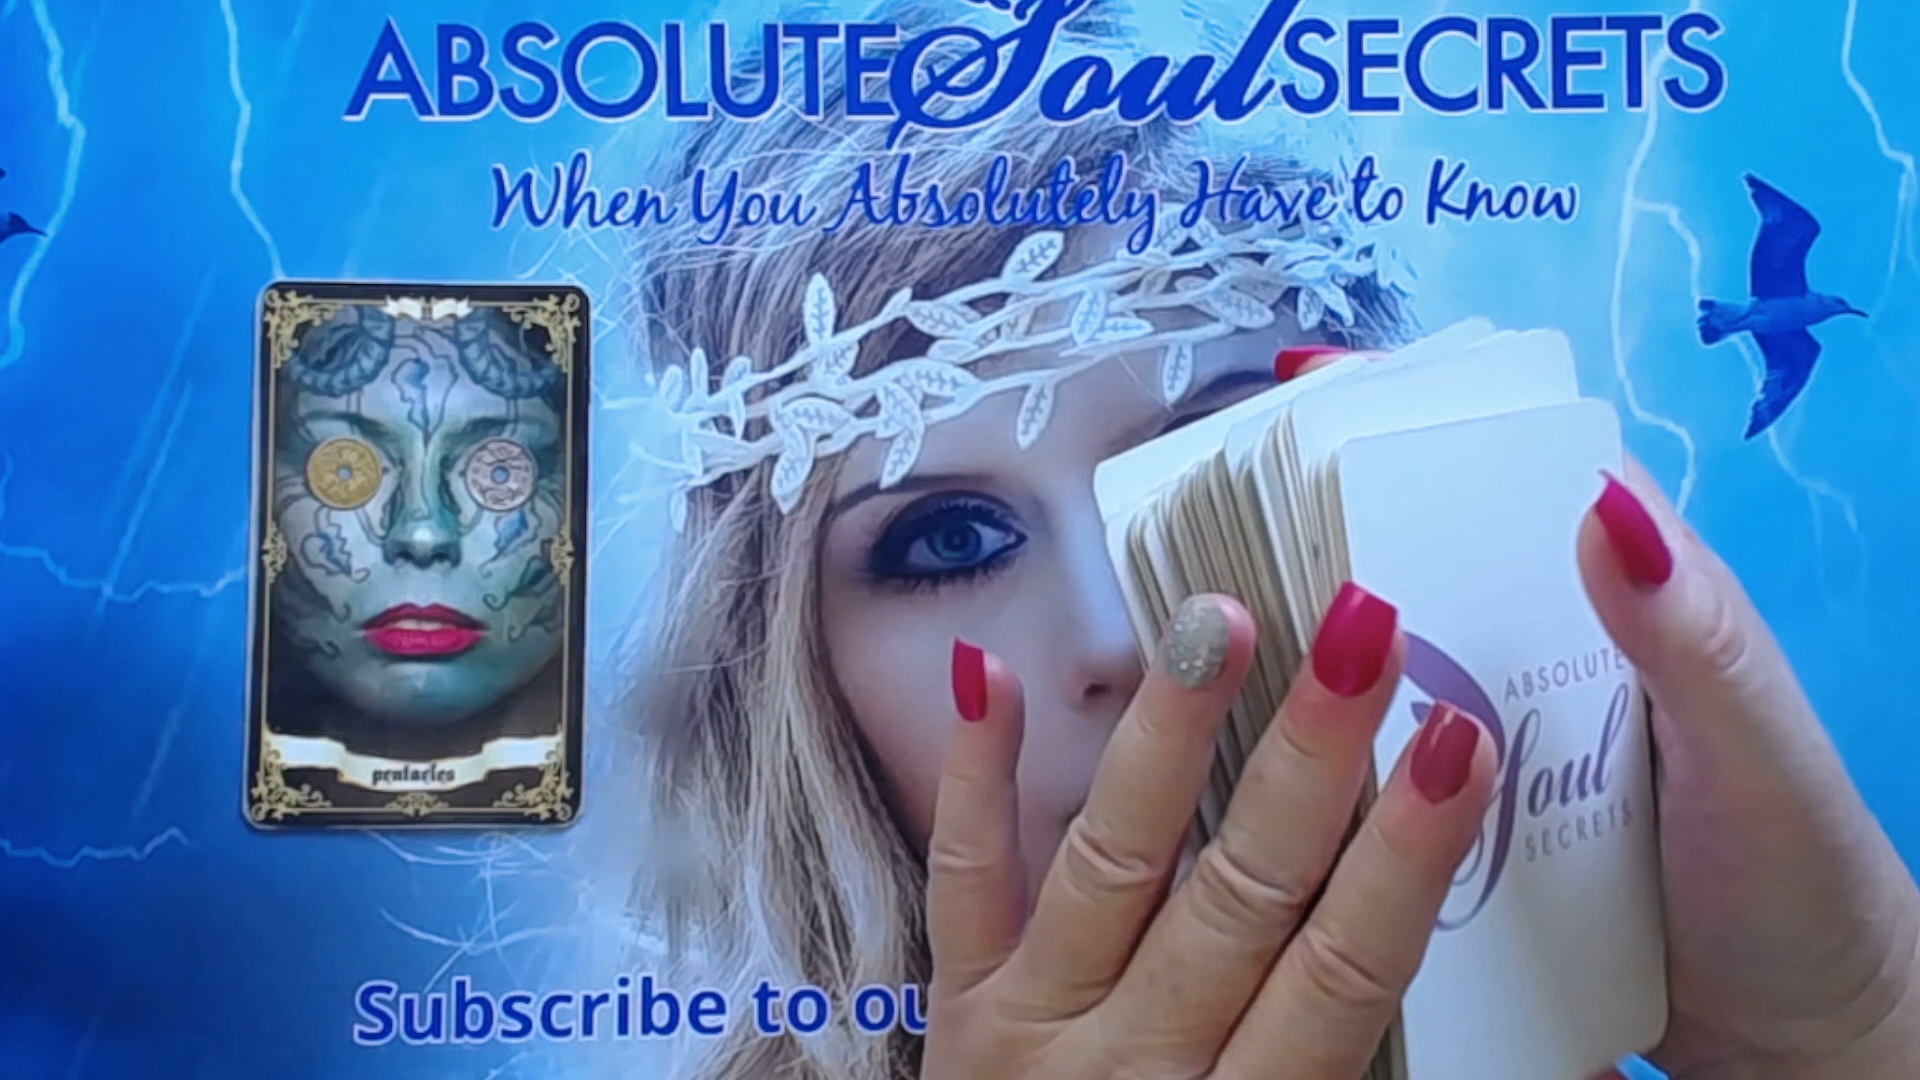 ABSOLUTE Soul SECRETS
When You Absolutely Have to Know
pentacles
ABSOLUTE
Soul
SECRETS
Subscribe to ou